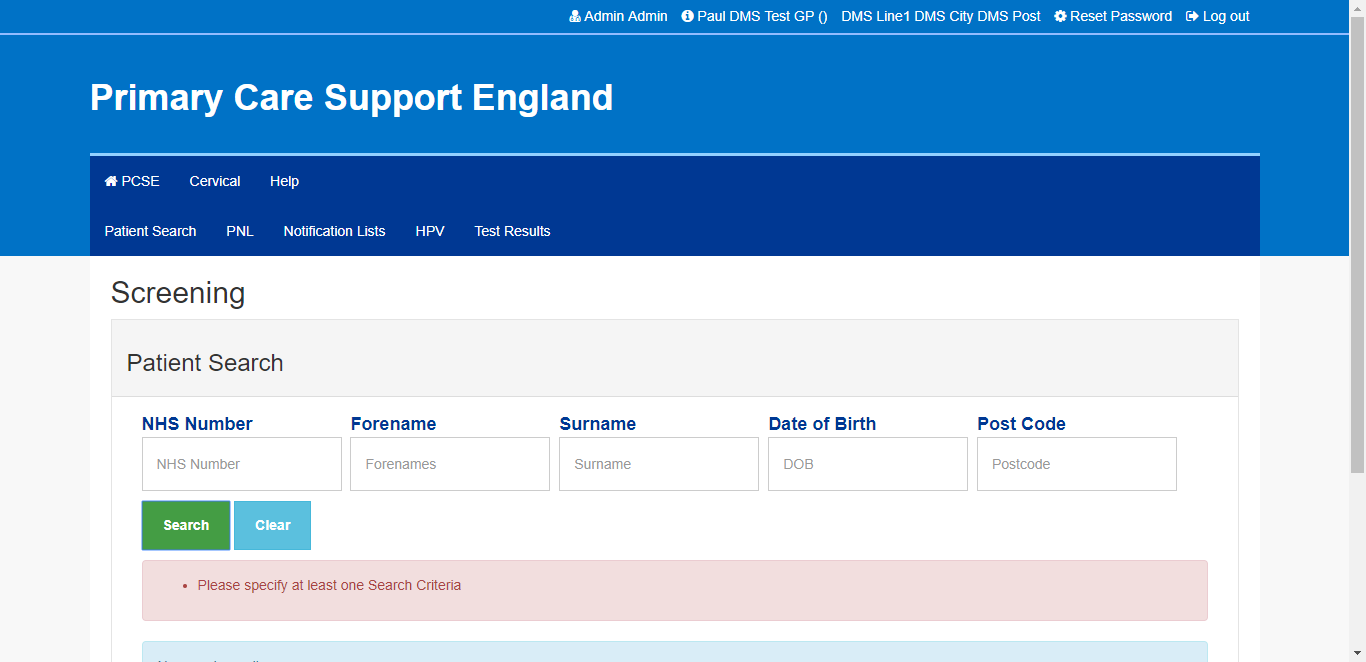 Admin Admin Paul DMS Test GP () DMS Line1 DMS City DMS Post Reset Password Log out
Primary Care Support England
PCSE Cervical Help
Patient Search PNL Notification Lists HPV Test Results
Screening
Patient Search
NHS Number Forename Surname Date of Birth Post Code
NHS Number Forenames Surname DOB Postcode
Search Clear
Please specify at least one Search Criteria